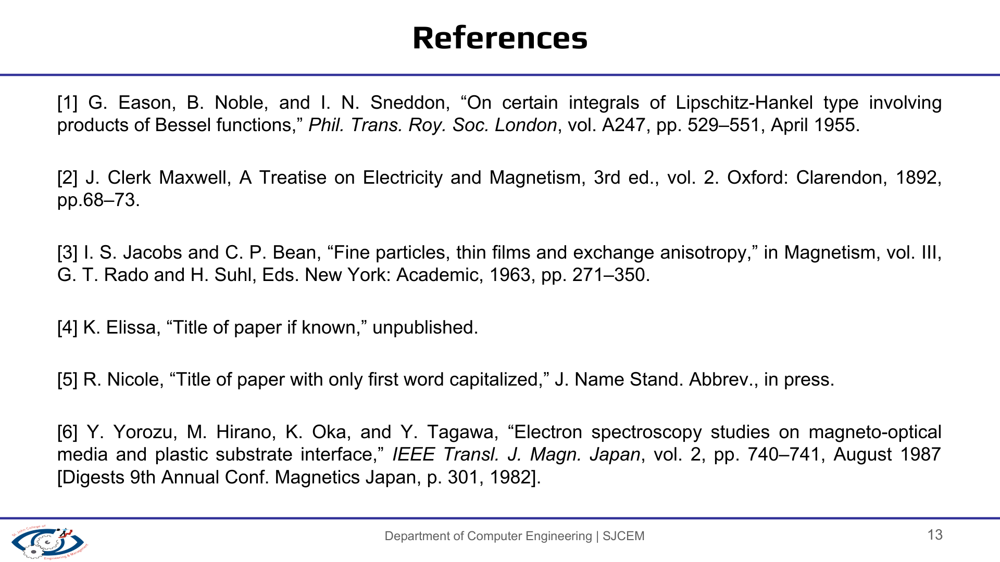 References
[1] G. Eason, B. Noble, and I. N. Sneddon, “On certain integrals of Lipschitz-Hankel type involving
products of Bessel functions,” Phil. Trans. Roy. Soc. London, vol. A247, pp. 529–551, April 1955.
[2] J. Clerk Maxwell, A Treatise on Electricity and Magnetism, 3rd ed., vol. 2. Oxford: Clarendon, 1892,
pp.68–73.
[3] I. S. Jacobs and C. P. Bean, “Fine particles, thin films and exchange anisotropy,” in Magnetism, vol. III,
G. T. Rado and H. Suhl, Eds. New York: Academic, 1963, pp. 271–350.
[4] K. Elissa, “Title of paper if known,” unpublished.
[5] R. Nicole, “Title of paper with only first word capitalized,” J. Name Stand. Abbrev., in press.
[6] Y. Yorozu, M. Hirano, K. Oka, and Y. Tagawa, “Electron spectroscopy studies on magneto-optical
media and plastic substrate interface,” IEEE Transl. J. Magn. Japan, vol. 2, pp. 740–741, August 1987
[Digests 9th Annual Conf. Magnetics Japan, p. 301, 1982].
St. John College of
Engineering & Management
Department of Computer Engineering | SJCEM
13